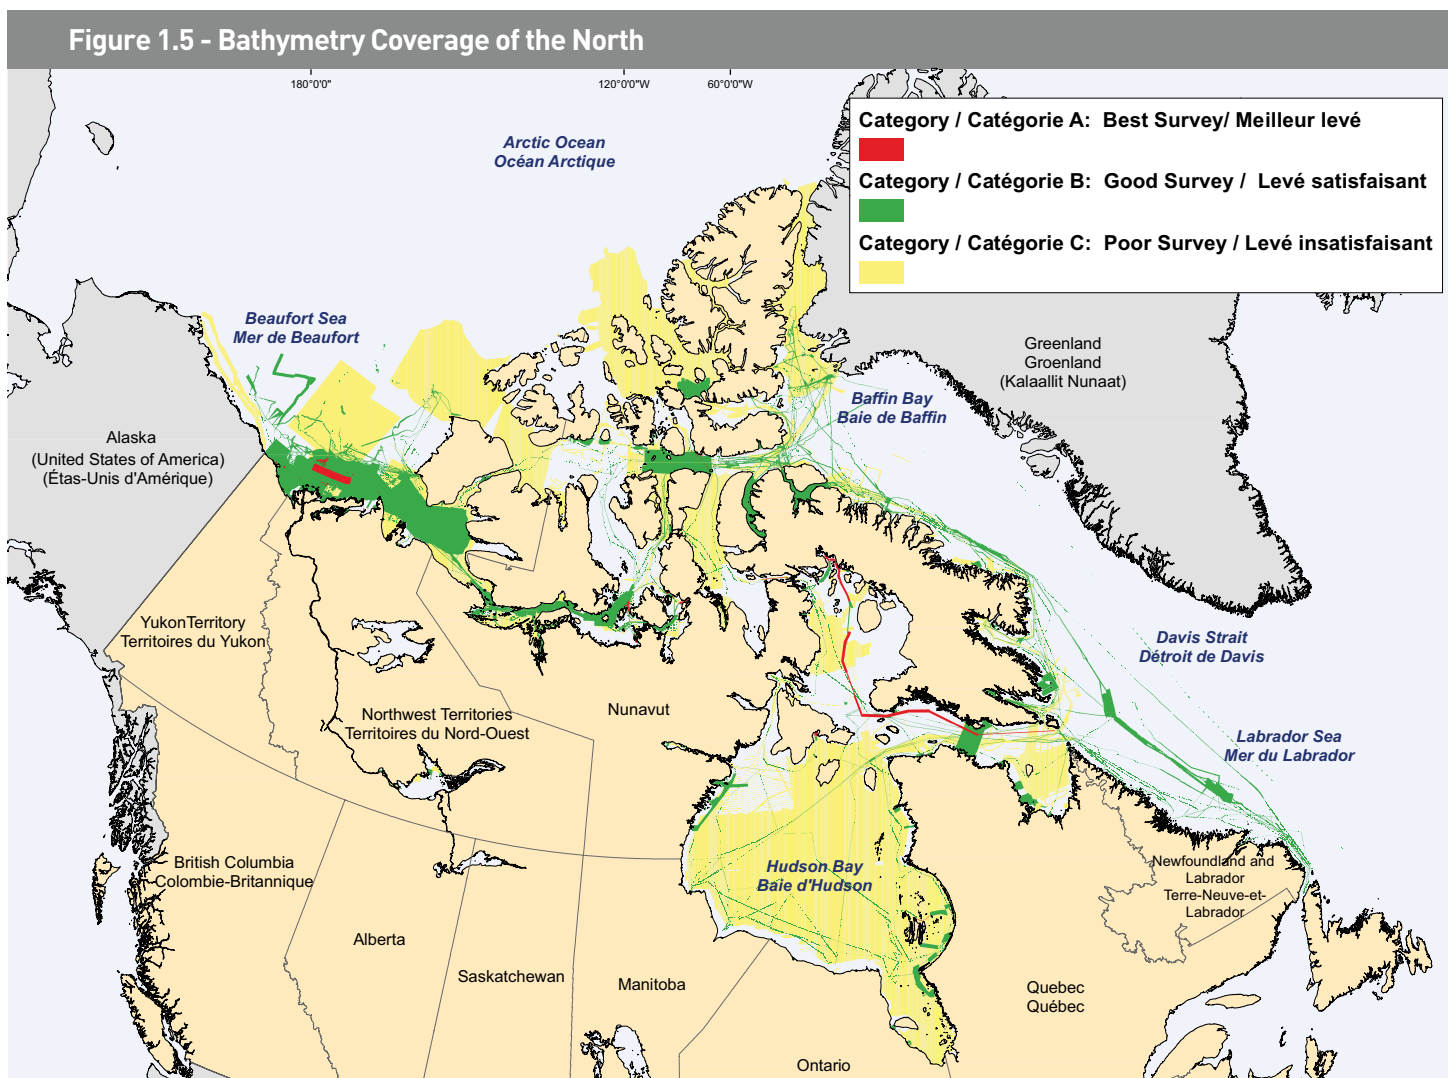 Figure 1.5 - Bathymetry Coverage of the North
180°0'0"
120°0'0"W
60°0'0"W
Category / Catégorie A: Best Survey/ Meilleur levé
Category / Catégorie B: Good Survey / Levé satisfaisant
Category / Catégorie C: Poor Survey / Levé insatisfaisant
Arctic Ocean
Océan Arctique
Beaufort Sea
Mer de Beaufort
Greenland
Groenland
(Kalaallit Nunaat)
Baffin Bay
Baie de Baffin
Alaska
(United States of America)
(Étas-Unis d'Amérique)
YukonTerritory
Territoires du Yukon
Davis Strait
Détroit de Davis
Northwest Territories
Territoires du Nord-Ouest
Nunavut
Labrador Sea
Mer du Labrador
British Columbia
Colombie-Britannique
Hudson Bay
Baie d'Hudson
Newfoundland and
Labrador
Terre-Neuve-et-
Labrador
Alberta
Saskatchewan
Manitoba
Quebec
Québec
Ontario